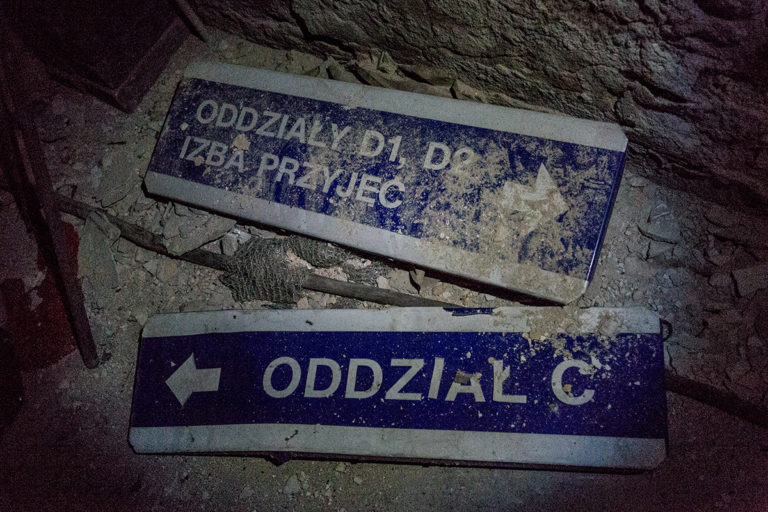 ODDZIAŁY D1, D2
IZBA PRZYJĘĆ
ODDZIAŁ C